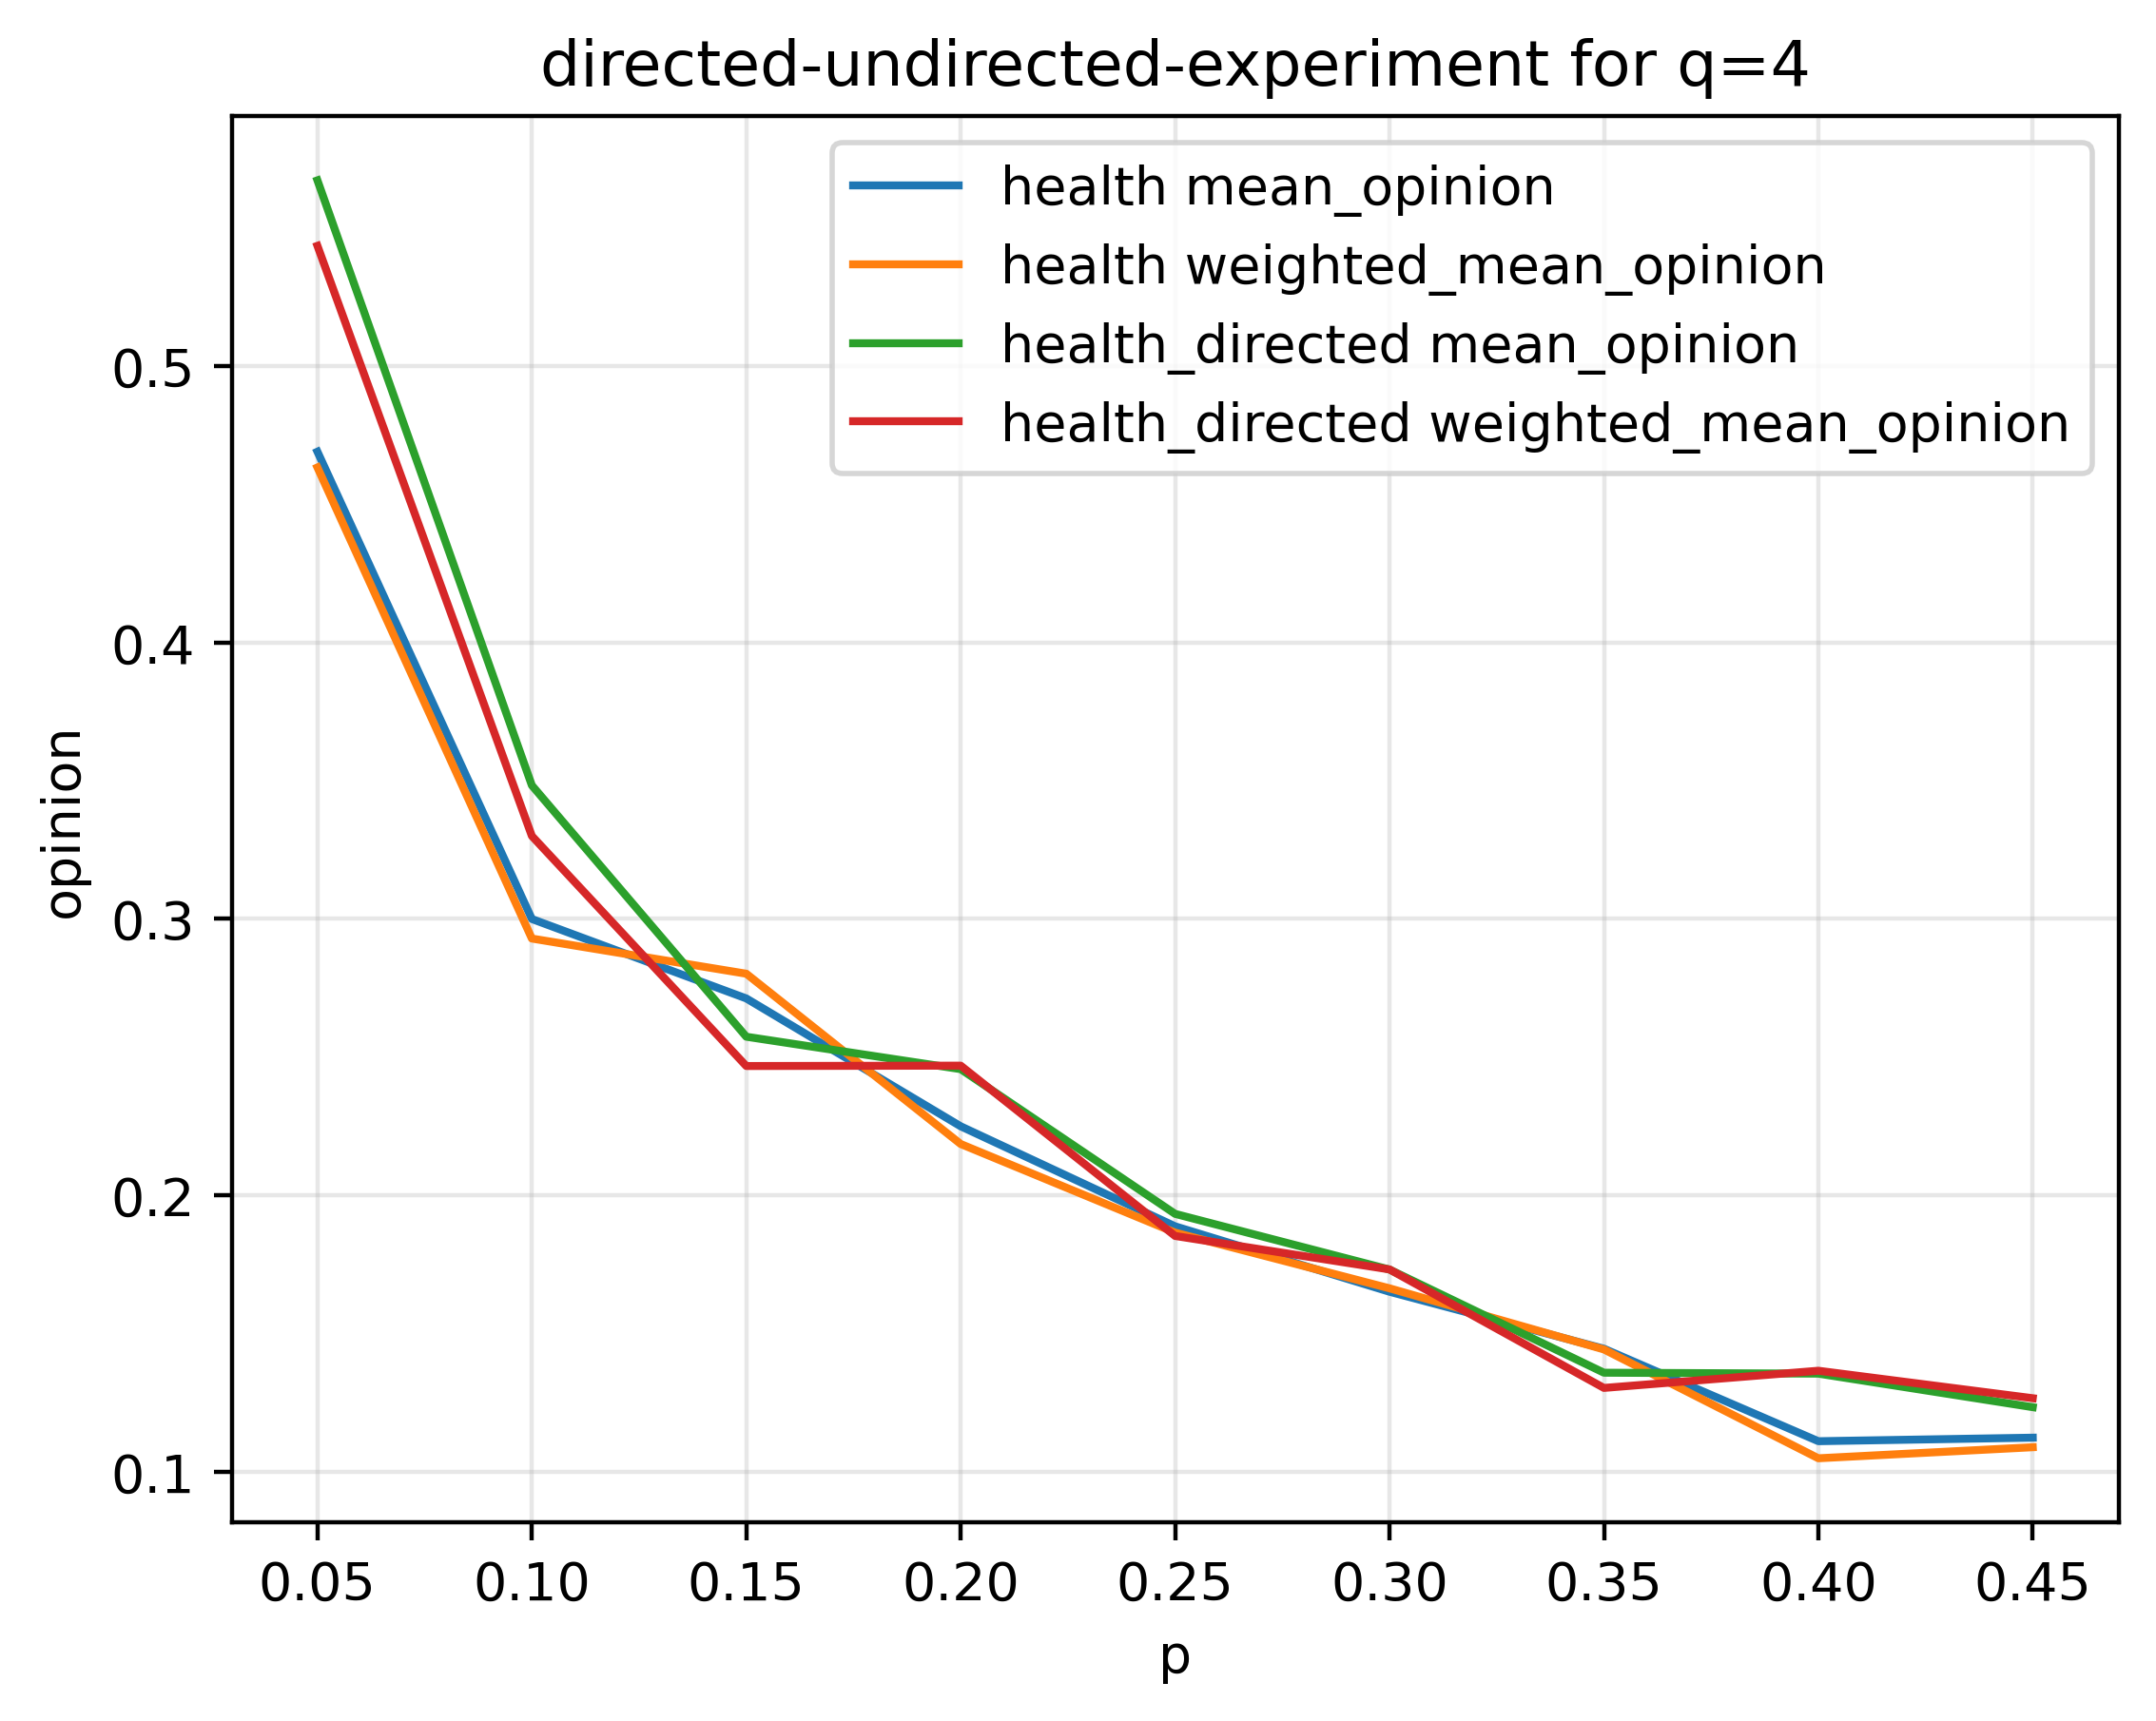 directed-undirected-experiment for q=4
health mean_opinion
health weighted_mean_opinion
health_directed mean_opinion
health_directed weighted_mean_opinion
opinion
0.5
0.4
0.3
0.2
0.1
0.05 0.10 0.15 0.20 0.25 0.30 0.35 0.40 0.45
p